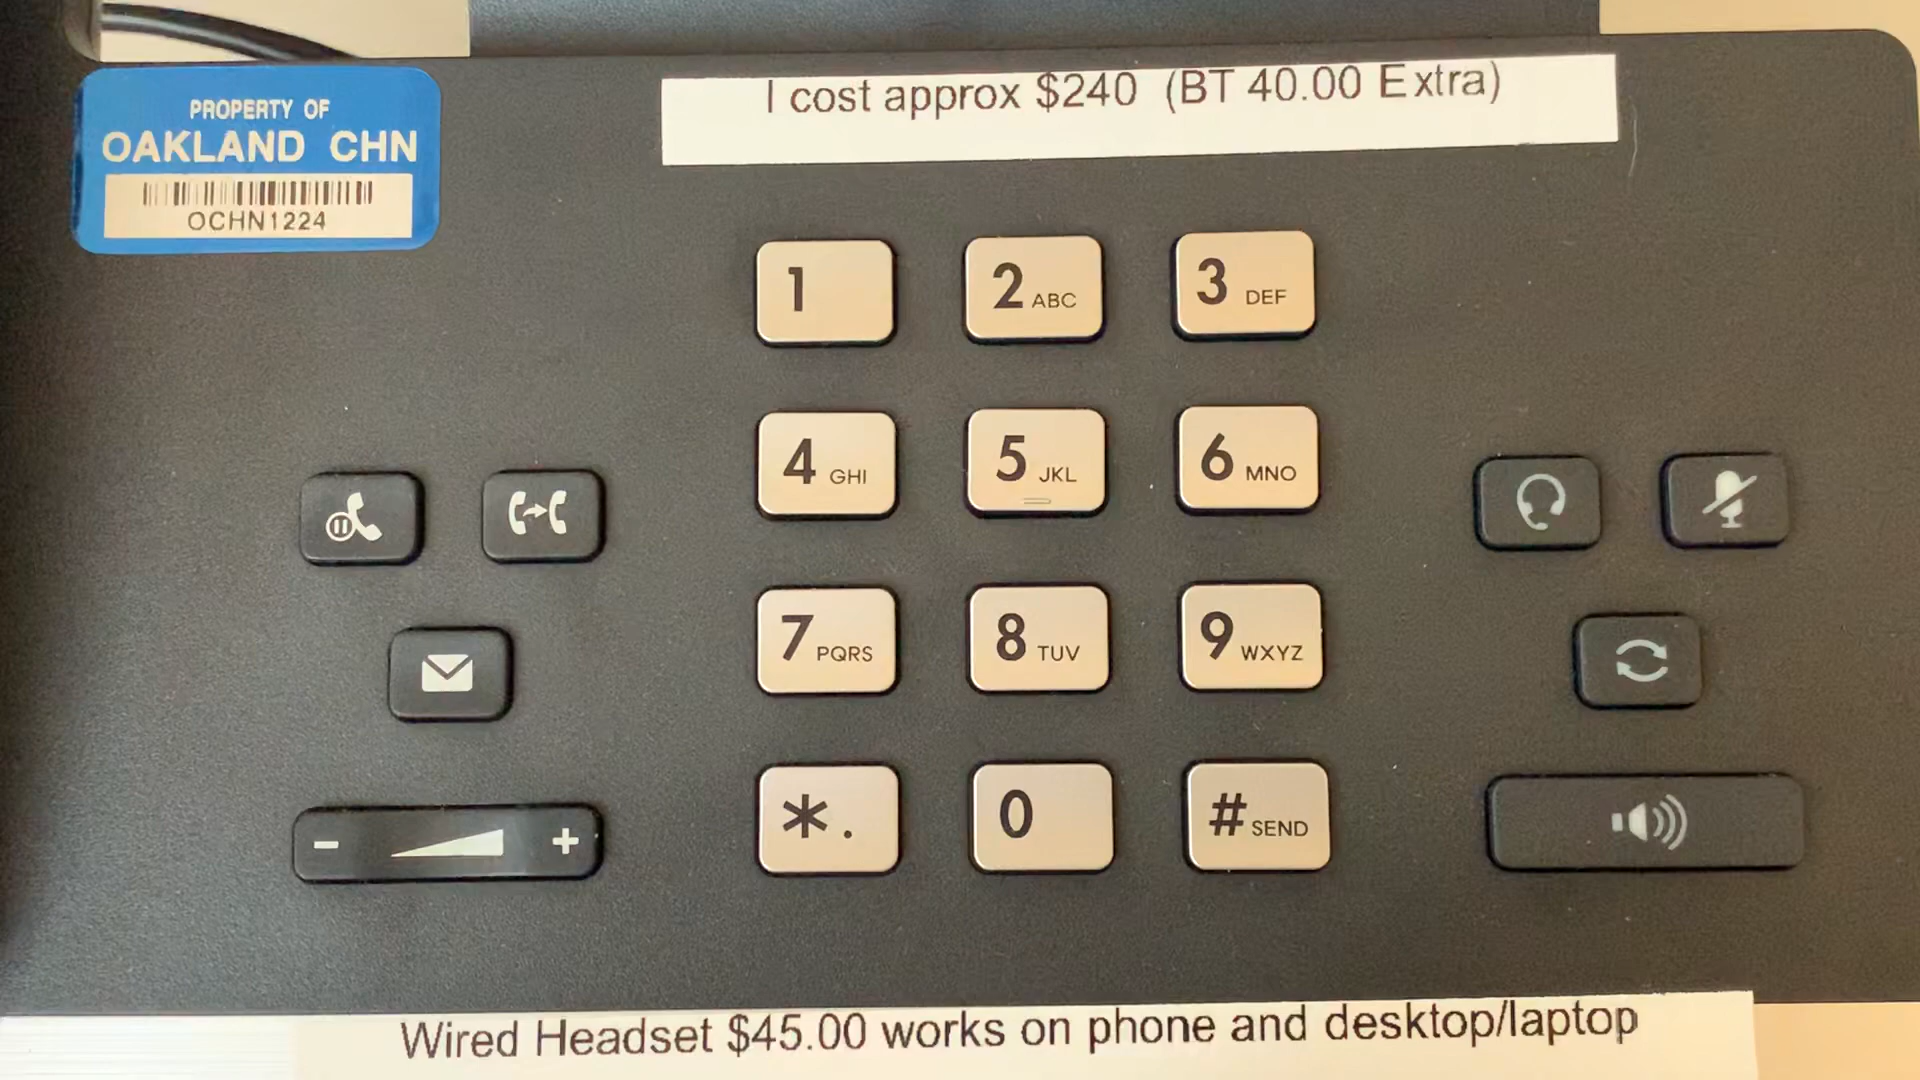 I cost approx $240 (BT 40.00 Extra)
PROPERTY OF
OAKLAND CHN
OCHN1224
1
2 ABC
3 DEF
4 GHI
5 JKL
6 MNO
7 PQRS
8 TUV
9 WXYZ
*.
0
# SEND
- +
Wired Headset $45.00 works on phone and desktop/laptop